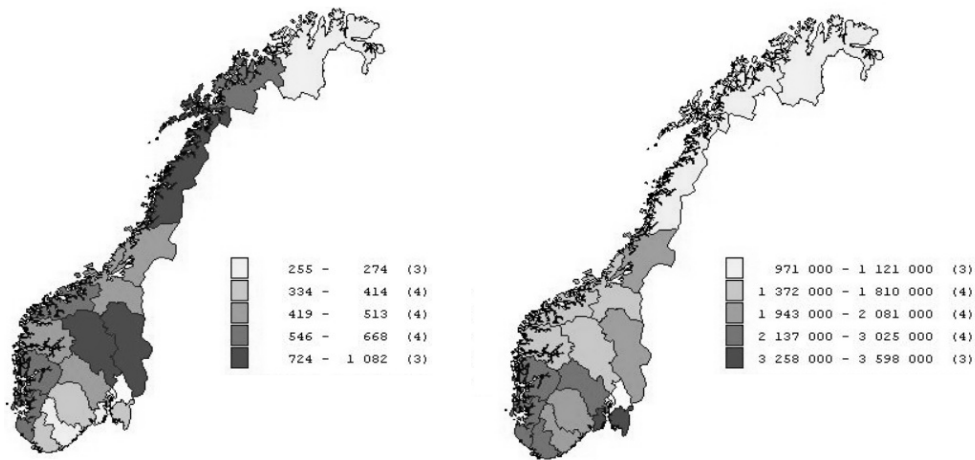 255 - 274 (3)
334 - 414 (4)
419 - 513 (4)
546 - 668 (4)
724 - 1 082 (3)
971 000 - 1 121 000 (3)
1 372 000 - 1 810 000 (4)
1 943 000 - 2 081 000 (4)
2 137 000 - 3 025 000 (4)
3 258 000 - 3 598 000 (3)